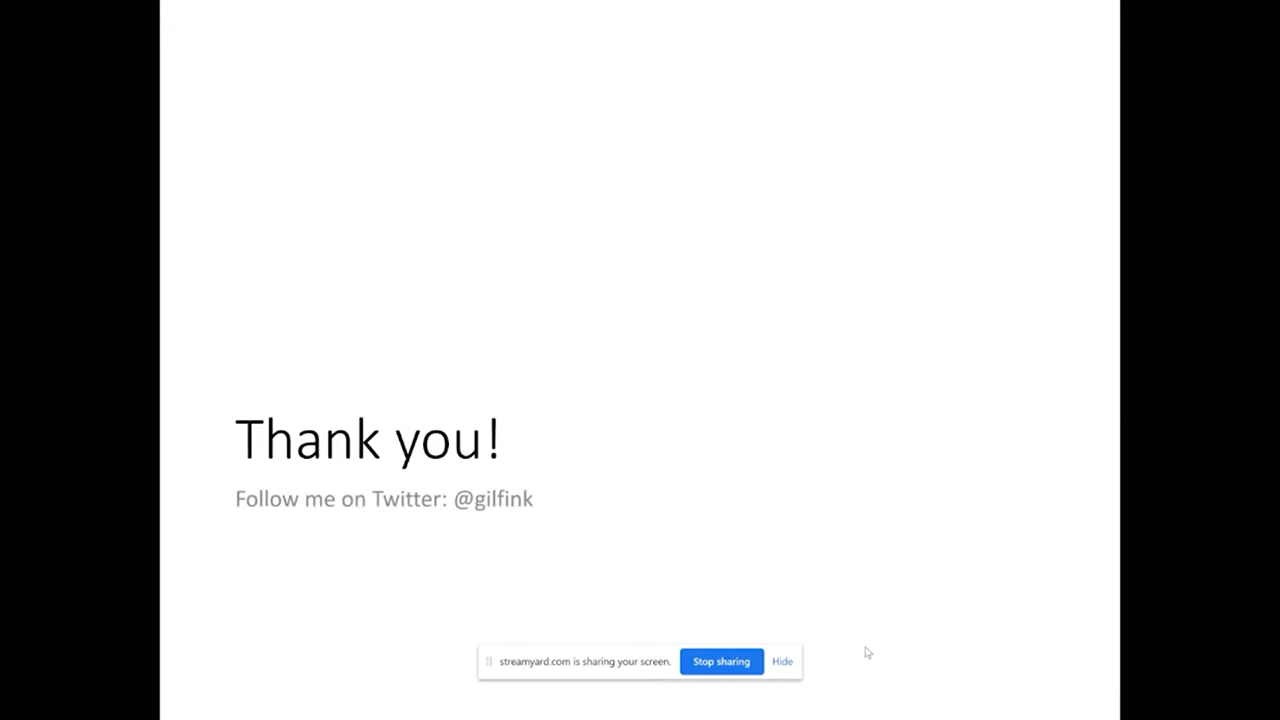 Thank you!
Follow me on Twitter: @gilfink
streamyard.com is sharing your screen. Stop sharing Hide